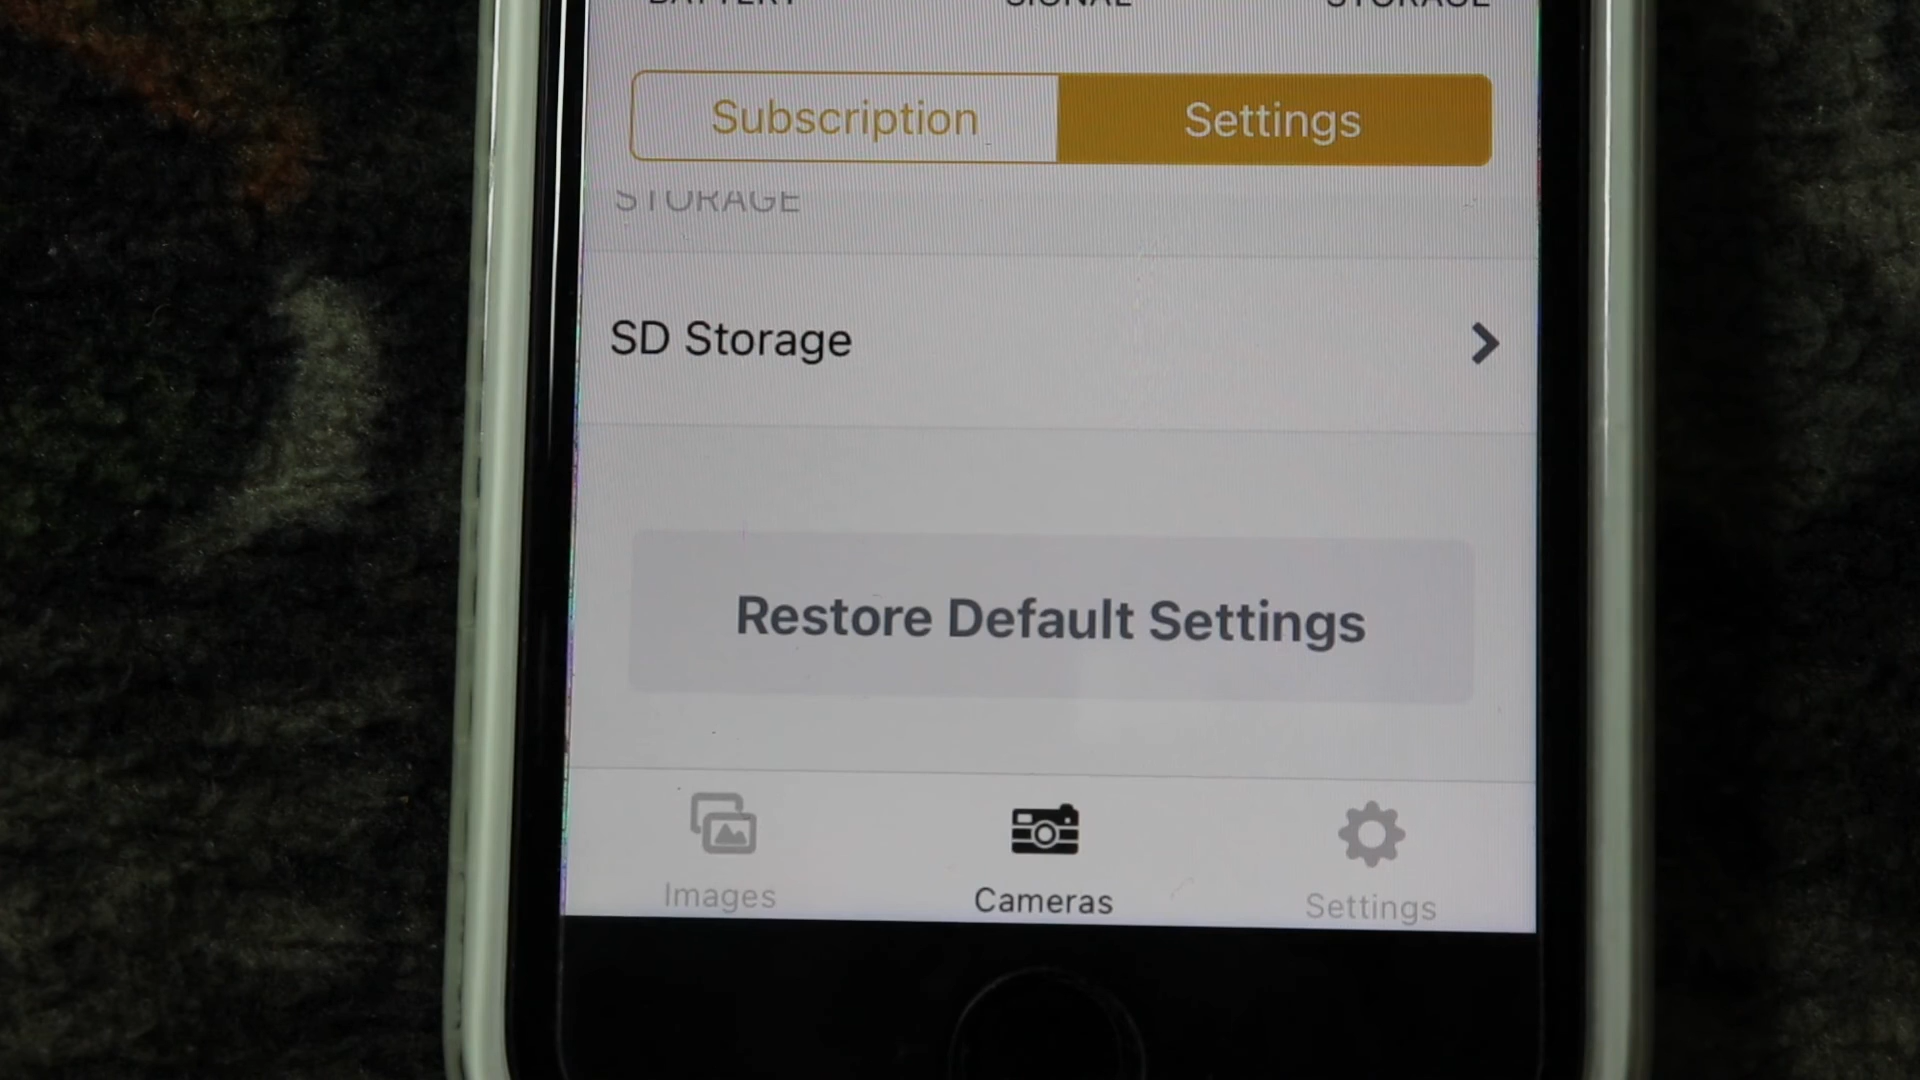 BATTERY SIGNAL STORAGE
Subscription Settings
STORAGE
SD Storage
Restore Default Settings
Images Cameras Settings